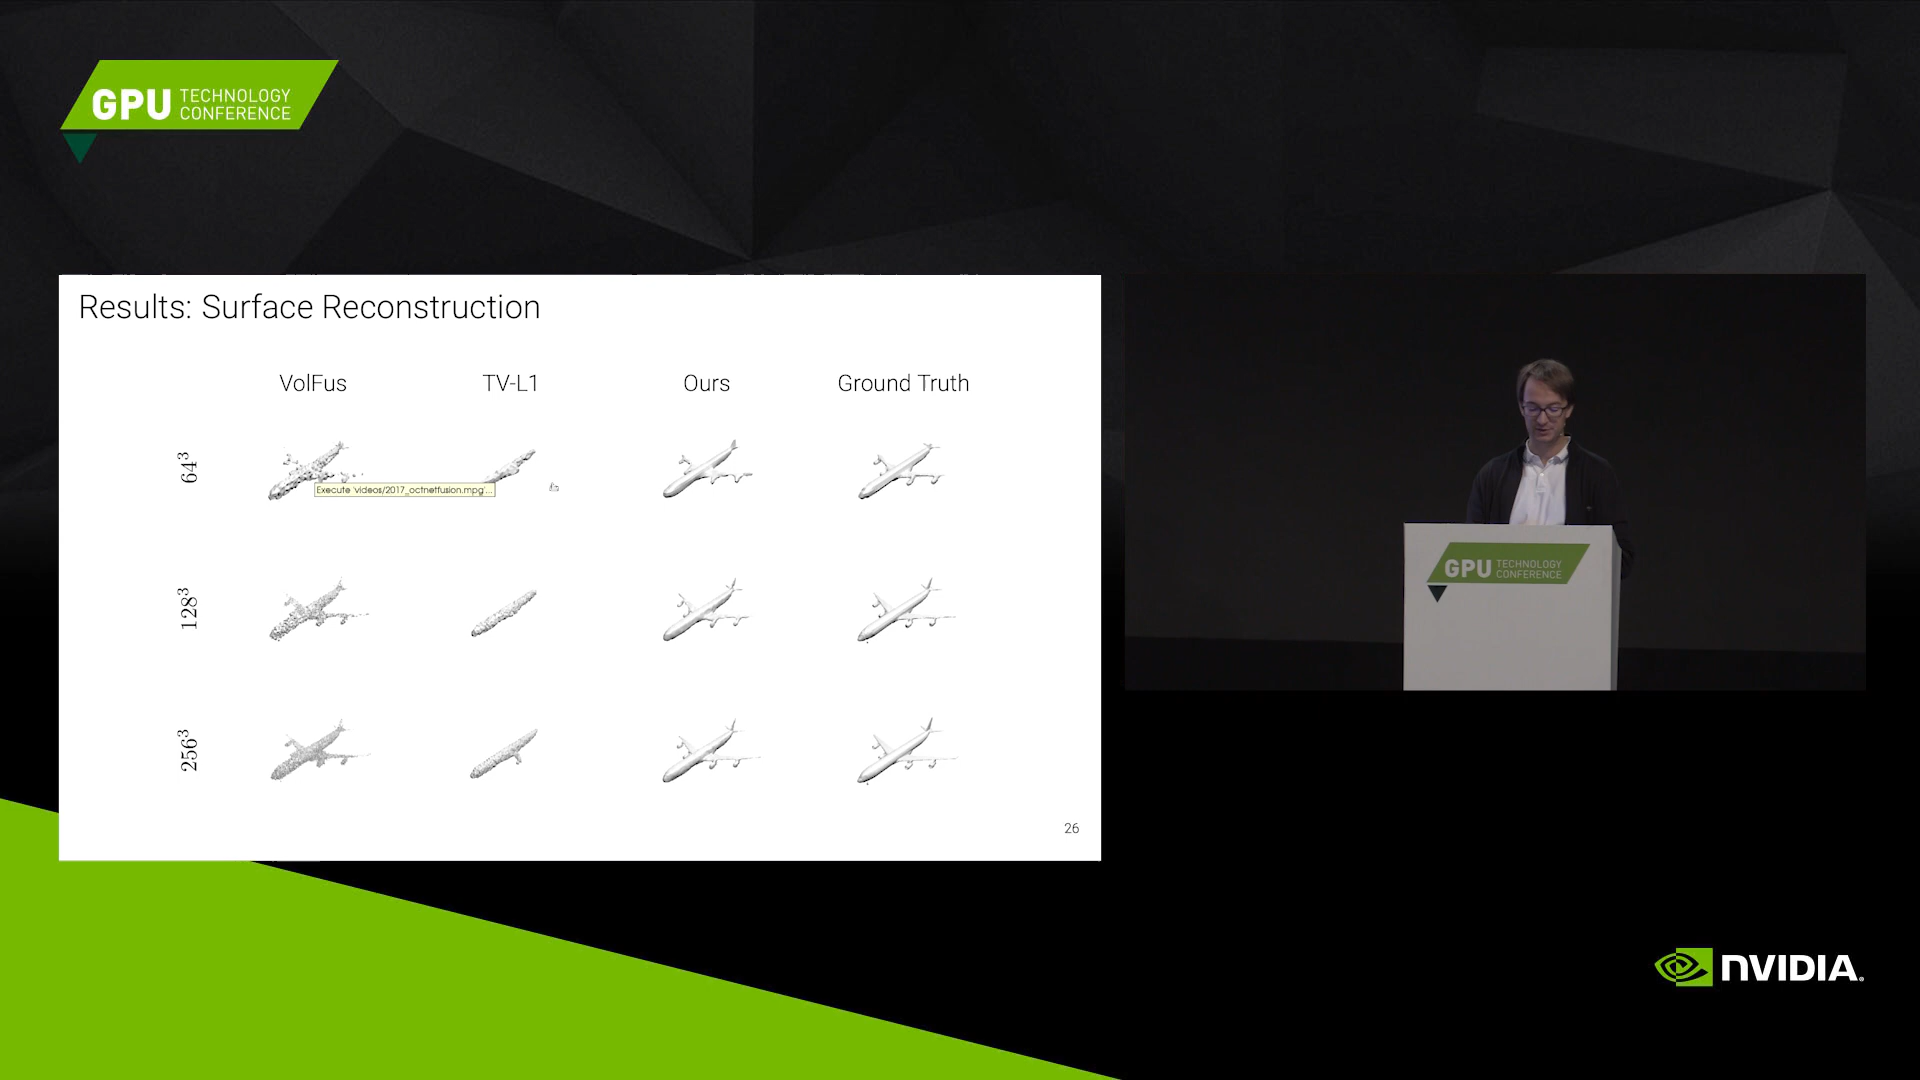 GPU TECHNOLOGY
CONFERENCE
Results: Surface Reconstruction
VolFus TV-L1 Ours Ground Truth
64³
Execute 'videos/2017_octnetfusion.mpg'...
128³
256³
26
GPU TECHNOLOGY
CONFERENCE
NVIDIA.